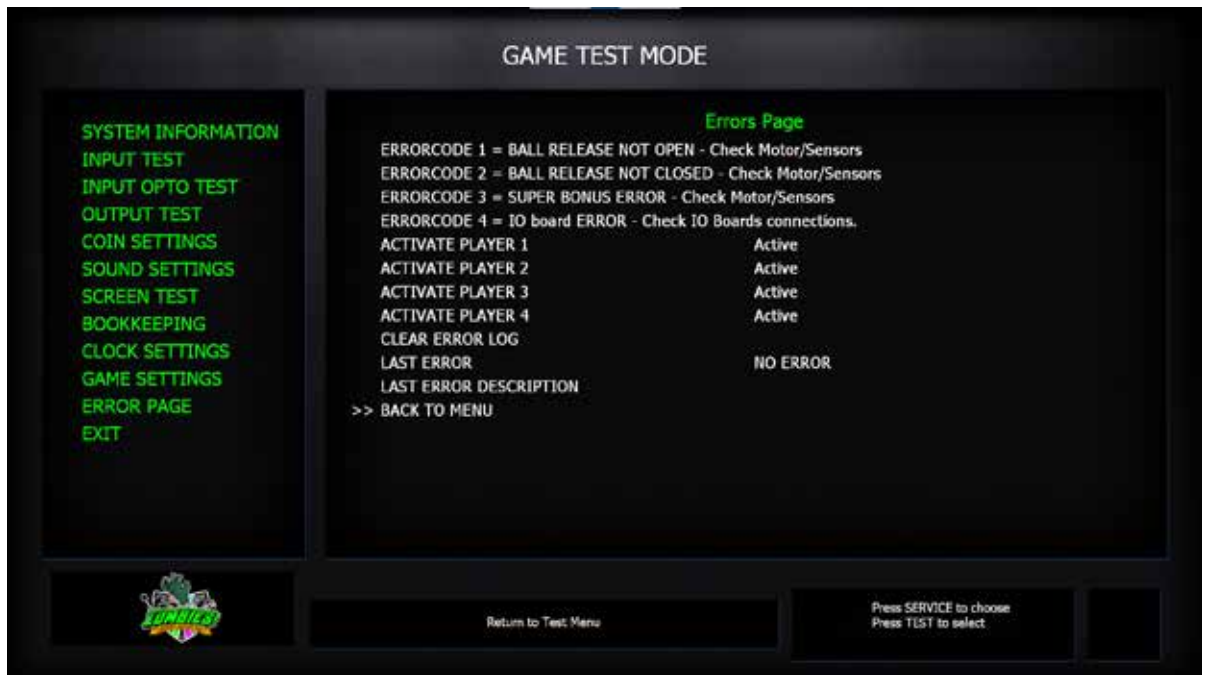 GAME TEST MODE
SYSTEM INFORMATION
INPUT TEST
INPUT OPTO TEST
OUTPUT TEST
COIN SETTINGS
SOUND SETTINGS
SCREEN TEST
BOOKKEEPING
CLOCK SETTINGS
GAME SETTINGS
ERROR PAGE
EXIT
Errors Page
ERRORCODE 1 = BALL RELEASE NOT OPEN - Check Motor/Sensors
ERRORCODE 2 = BALL RELEASE NOT CLOSED - Check Motor/Sensors
ERRORCODE 3 = SUPER BONUS ERROR - Check Motor/Sensors
ERRORCODE 4 = IO board ERROR - Check IO Boards connections.
ACTIVATE PLAYER 1 Active
ACTIVATE PLAYER 2 Active
ACTIVATE PLAYER 3 Active
ACTIVATE PLAYER 4 Active
CLEAR ERROR LOG
LAST ERROR NO ERROR
LAST ERROR DESCRIPTION
>> BACK TO MENU
ZOMBIES
Return to Test Menu
Press SERVICE to choose
Press TEST to select